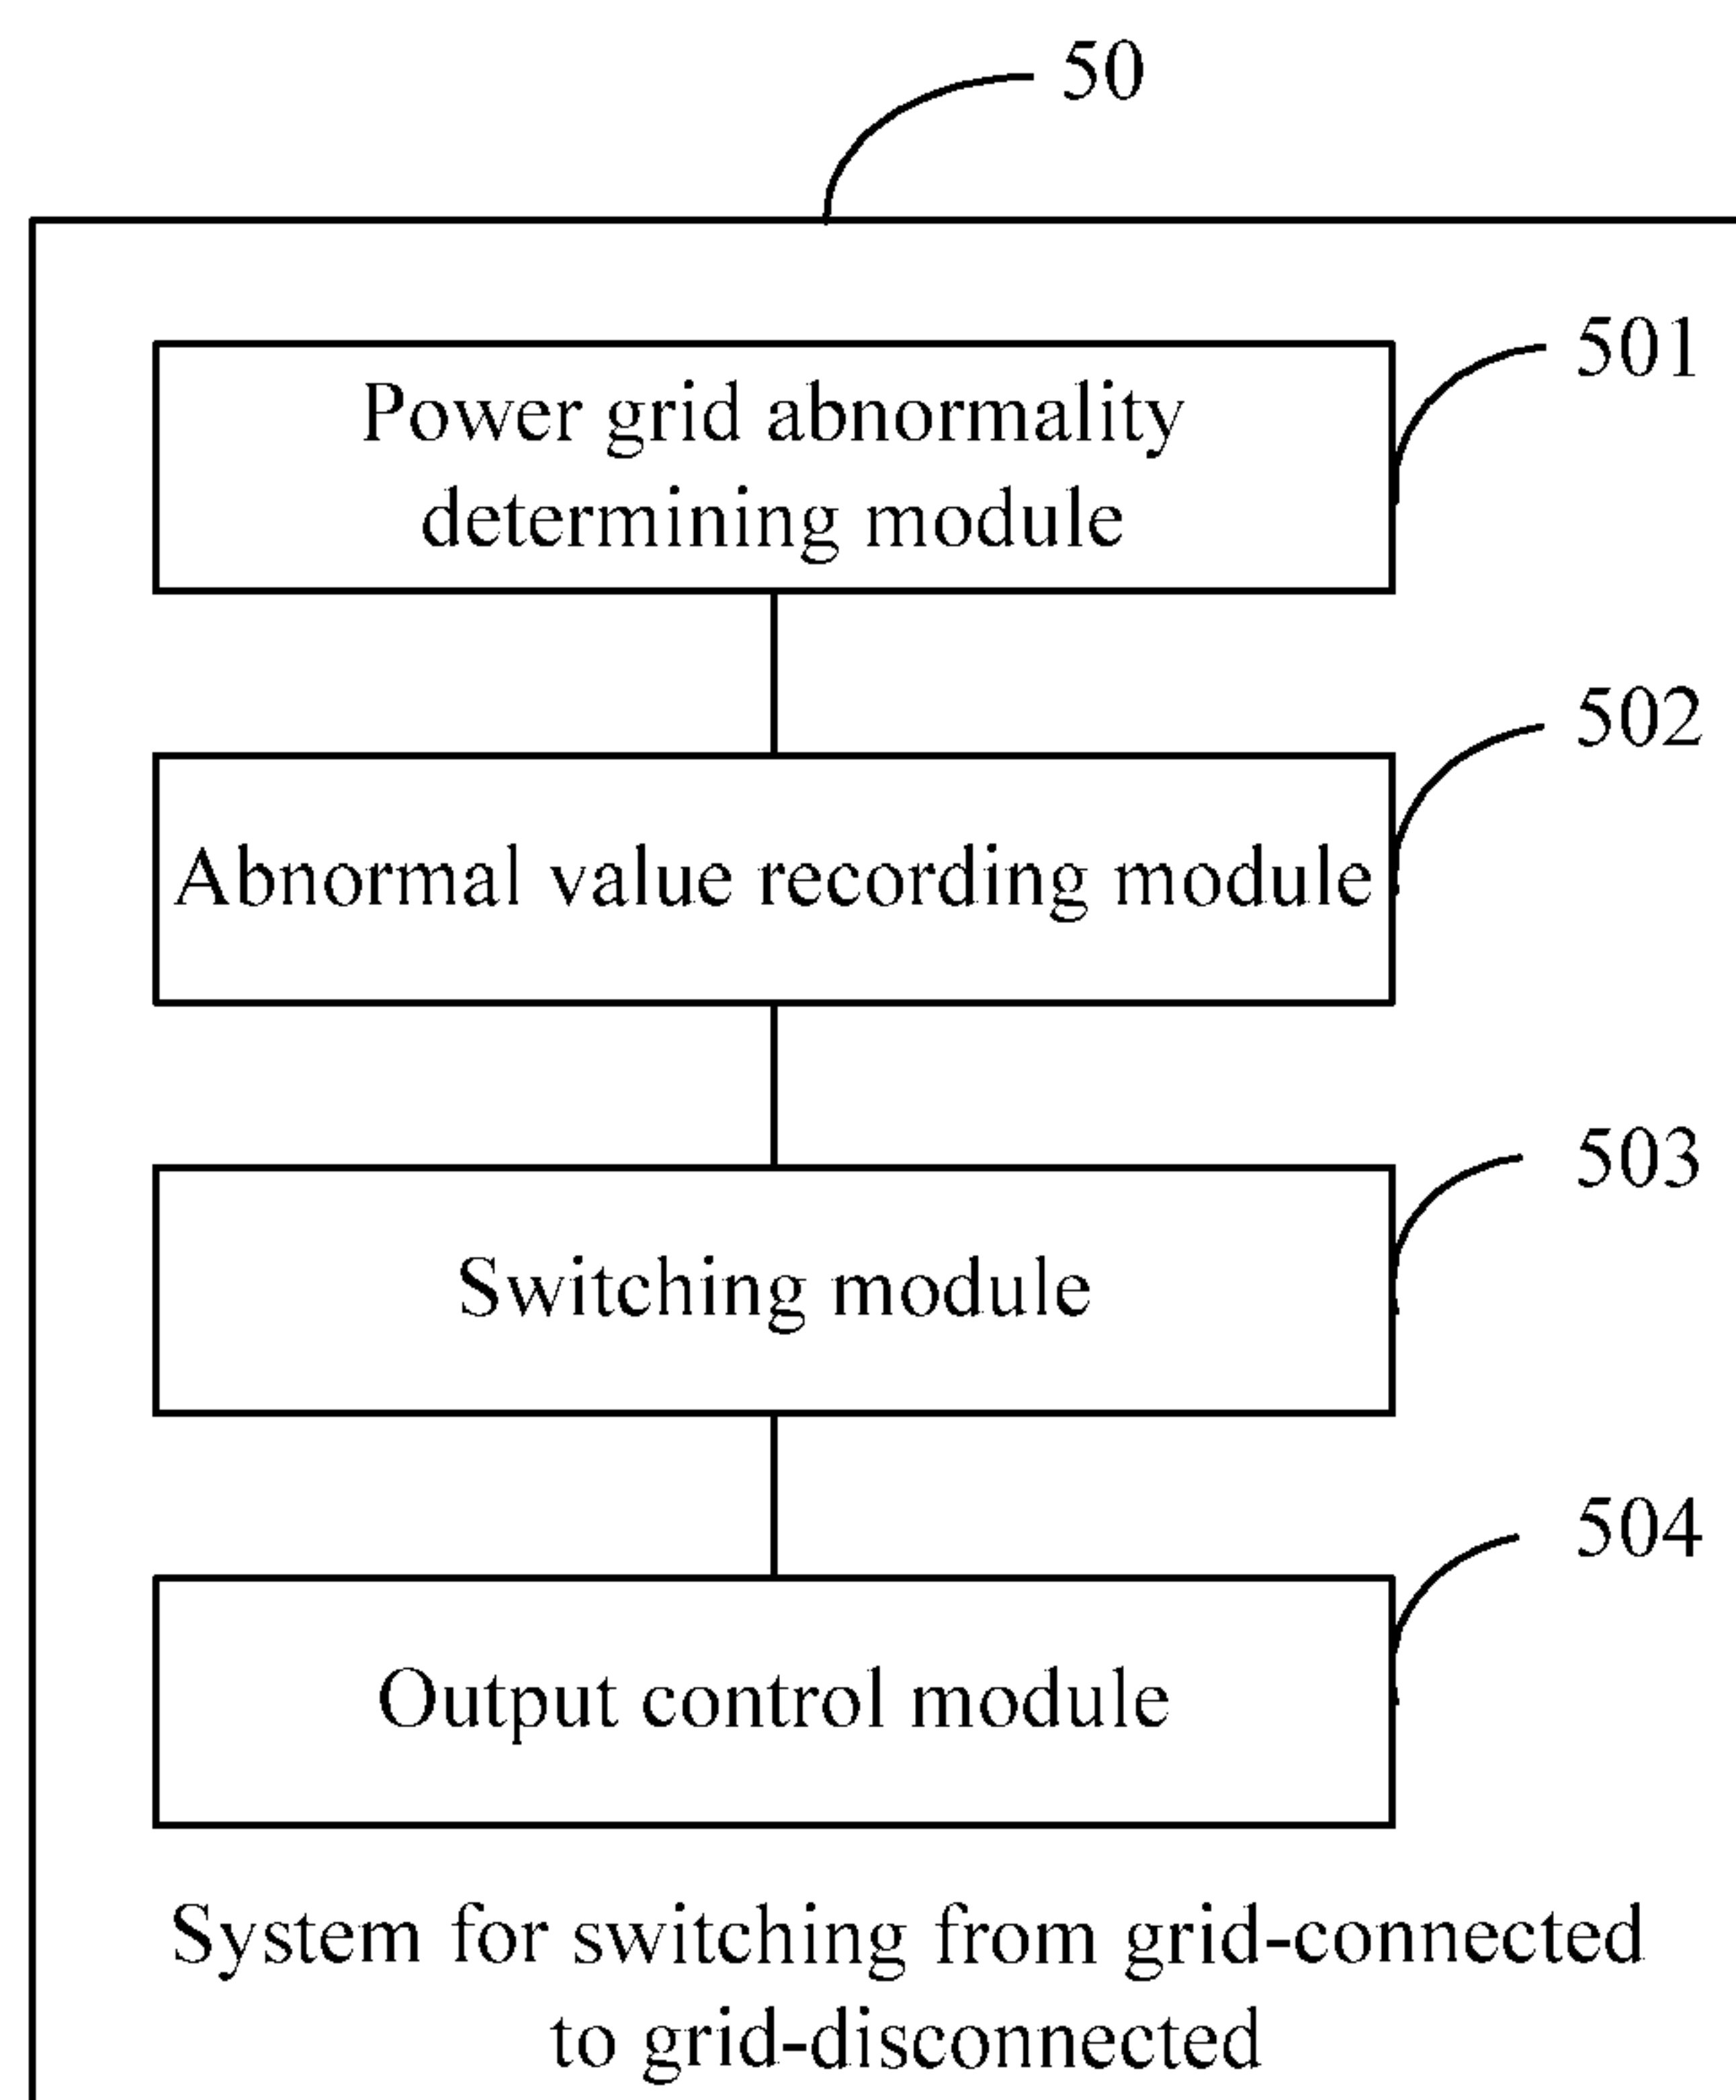 50
501
Power grid abnormality
determining module
502
Abnormal value recording module
503
Switching module
504
Output control module
System for switching from grid-connected
to grid-disconnected